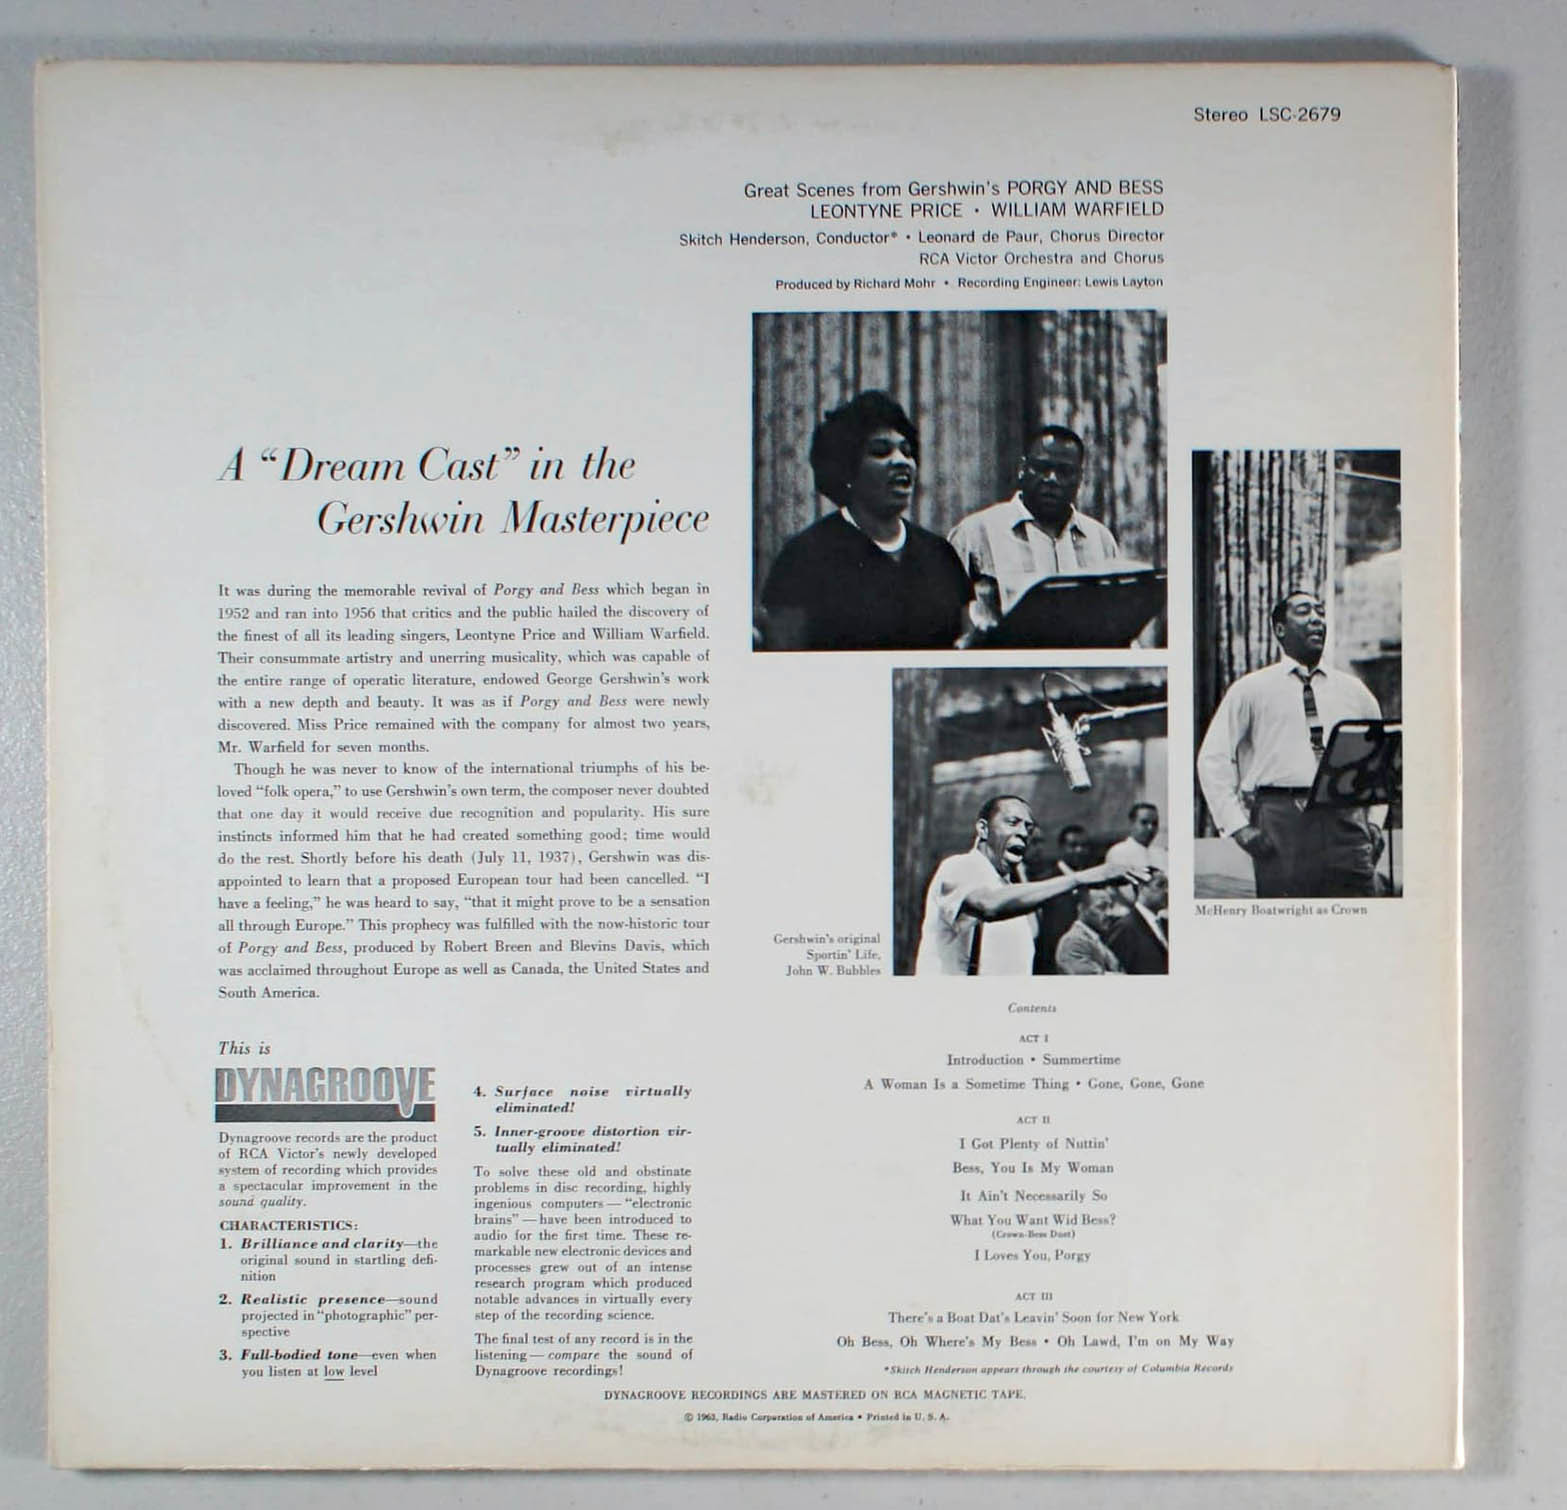 Stereo LSC-2679
Great Scenes from Gershwin's PORGY AND BESS
LEONTYNE PRICE • WILLIAM WARFIELD
Skitch Henderson, Conductor* • Leonard de Paur, Chorus Director
RCA Victor Orchestra and Chorus
Produced by Richard Mohr • Recording Engineer: Lewis Layton
A “Dream Cast” in the
Gershwin Masterpiece
It was during the memorable revival of Porgy and Bess which began in
1952 and ran into 1956 that critics and the public hailed the discovery of
the finest of all its leading singers, Leontyne Price and William Warfield.
Their consummate artistry and unerring musicality, which was capable of
the entire range of operatic literature, endowed George Gershwin's work
with a new depth and beauty. It was as if Porgy and Bess were newly
discovered. Miss Price remained with the company for almost two years,
Mr. Warfield for seven months.
Though he was never to know of the international triumphs of his be-
loved “folk opera,” to use Gershwin's own term, the composer never doubted
that one day it would receive due recognition and popularity. His sure
instincts informed him that he had created something good; time would
do the rest. Shortly before his death (July 11, 1937), Gershwin was dis-
appointed to learn that a proposed European tour had been cancelled. “I
have a feeling,” he was heard to say, “that it might prove to be a sensation
all through Europe.” This prophecy was fulfilled with the now-historic tour
of Porgy and Bess, produced by Robert Breen and Blevins Davis, which
was acclaimed throughout Europe as well as Canada, the United States and
South America.
This is
DYNAGROOVE
Dynagroove records are the product
of RCA Victor's newly developed
system of recording which provides
a spectacular improvement in the
sound quality.
CHARACTERISTICS:
1. Brilliance and clarity—the
original sound in startling defi-
nition
2. Realistic presence—sound
projected in “photographic” per-
spective
3. Full-bodied tone—even when
you listen at low level
4. Surface noise virtually
eliminated!
5. Inner-groove distortion vir-
tually eliminated!
To solve these old and obstinate
problems in disc recording, highly
ingenious computers — “electronic
brains” — have been introduced to
audio for the first time. These re-
markable new electronic devices and
processes grew out of an intense
research program which produced
notable advances in virtually every
step of the recording science.
The final test of any record is in the
listening — compare the sound of
Dynagroove recordings!
McHenry Boatwright as Crown
Gershwin's original
Sportin' Life,
John W. Bubbles
Contents
ACT I
Introduction • Summertime
A Woman Is a Sometime Thing • Gone, Gone, Gone
ACT II
I Got Plenty of Nuttin'
Bess, You Is My Woman
It Ain't Necessarily So
What You Want Wid Bess?
(Crown-Bess Duet)
I Loves You, Porgy
ACT III
There's a Boat Dat's Leavin' Soon for New York
Oh Bess, Oh Where's My Bess • Oh Lawd, I'm on My Way
*Skitch Henderson appears through the courtesy of Columbia Records
DYNAGROOVE RECORDINGS ARE MASTERED ON RCA MAGNETIC TAPE.
© 1963, Radio Corporation of America • Printed in U. S. A.